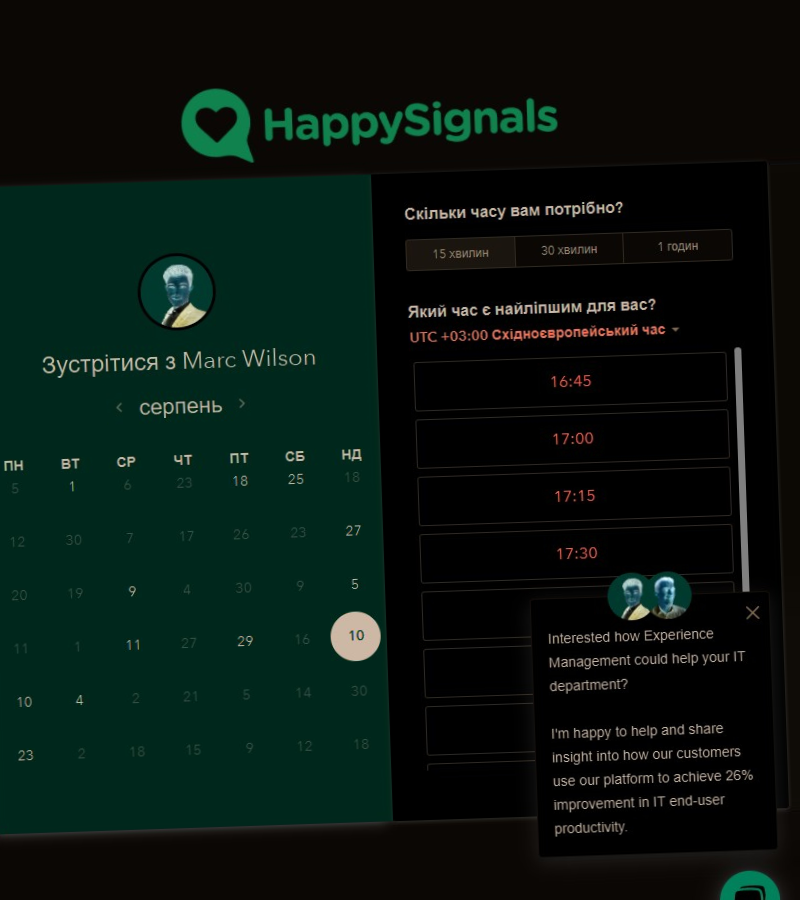 HappySignals
Зустрітися з Marc Wilson
серпень
ПН ВТ СР ЧТ ПТ СБ НД
5 1 6 23 18 25 18
12 30 7 17 26 23 27
20 19 9 4 30 9 5
11 1 11 27 29 16 10
10 4 2 21 5 14 30
23 2 18 15 9 12 18
Скільки часу вам потрібно?
15 хвилин 30 хвилин 1 годин
Який час є найліпшим для вас?
UTC +03:00 Східноєвропейський час
16:45
17:00
17:15
17:30
Interested how Experience
Management could help your IT
department?
I'm happy to help and share
insight into how our customers
use our platform to achieve 26%
improvement in IT end-user
productivity.